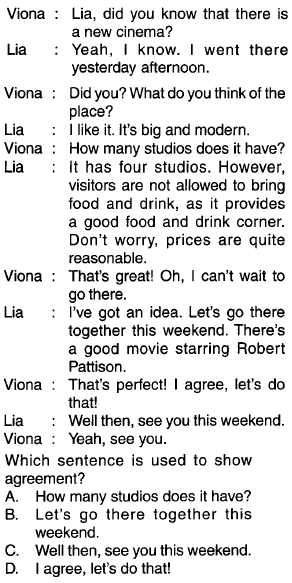 Viona : Lia, did you know that there is
a new cinema?
Lia : Yeah, I know. I went there
yesterday afternoon.
Viona : Did you? What do you think of the
place?
Lia : I like it. It's big and modern.
Viona : How many studios does it have?
Lia : It has four studios. However,
visitors are not allowed to bring
food and drink, as it provides
a good food and drink corner.
Don't worry, prices are quite
reasonable.
Viona : That's great! Oh, I can't wait to
go there.
Lia : I've got an idea. Let's go there
together this weekend. There's
a good movie starring Robert
Pattison.
Viona : That's perfect! I agree, let's do
that!
Lia : Well then, see you this weekend.
Viona : Yeah, see you.
Which sentence is used to show
agreement?
A. How many studios does it have?
B. Let's go there together this
weekend.
C. Well then, see you this weekend.
D. I agree, let's do that!